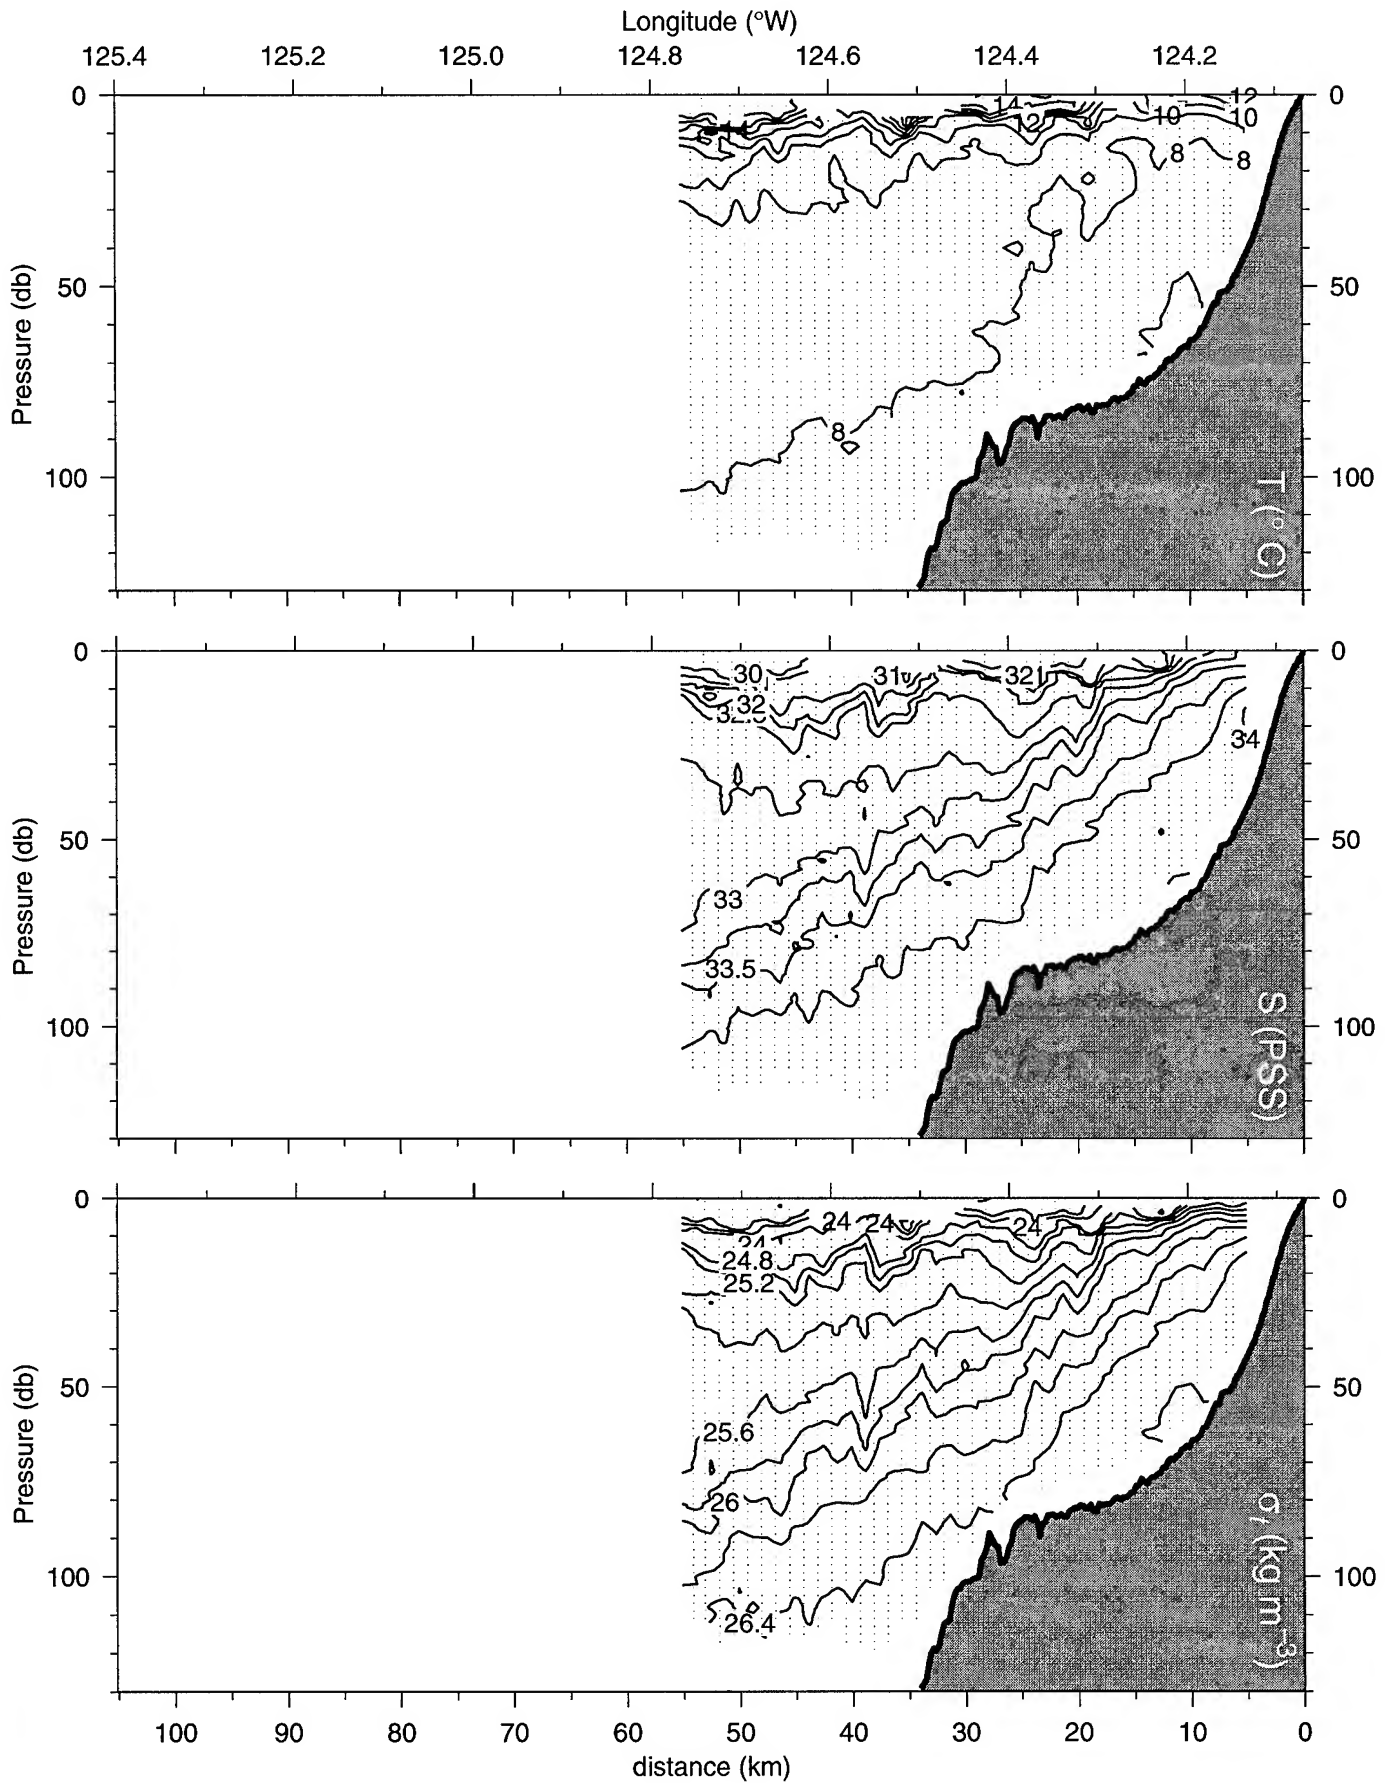 Longitude (°W)
125.4 125.2 125.0 124.8 124.6 124.4 124.2
0 14 12 0
12 10 10
8 8
Pressure (db)
50 50
8
100 100
T (° C)
0 0
30 31 32
32
34
Pressure (db)
50 50
33
33.5
100 100
S (PSS)
0 0
24 24 24
24
24.8
25.2
Pressure (db)
50 50
25.6
26
100 100
26.4
σt (kg m−3)
100 90 80 70 60 50 40 30 20 10 0
distance (km)